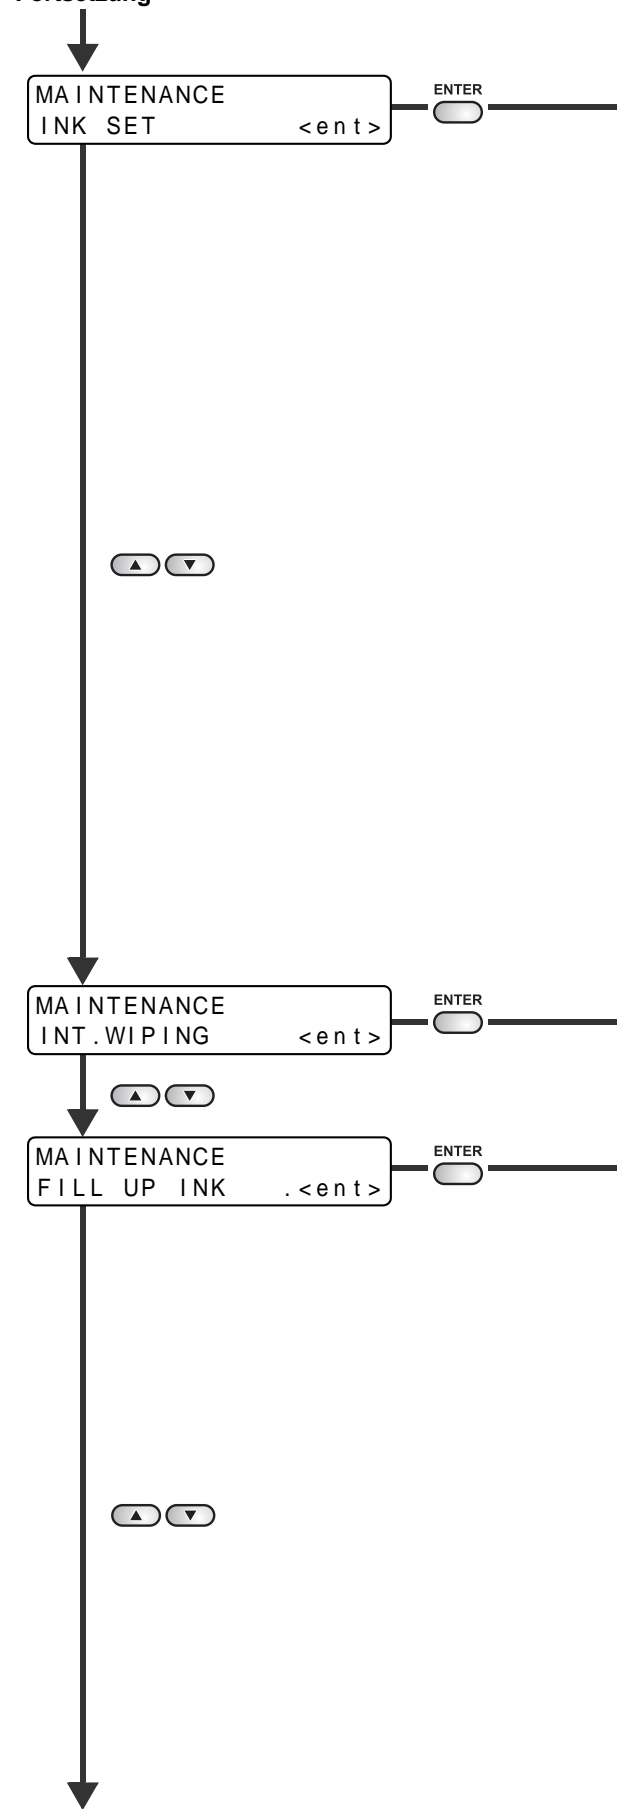 Fortsetzung
MAINTENANCE
INK SET <ent>
ENTER
MAINTENANCE
INT.WIPING <ent>
ENTER
MAINTENANCE
FILL UP INK .<ent>
ENTER